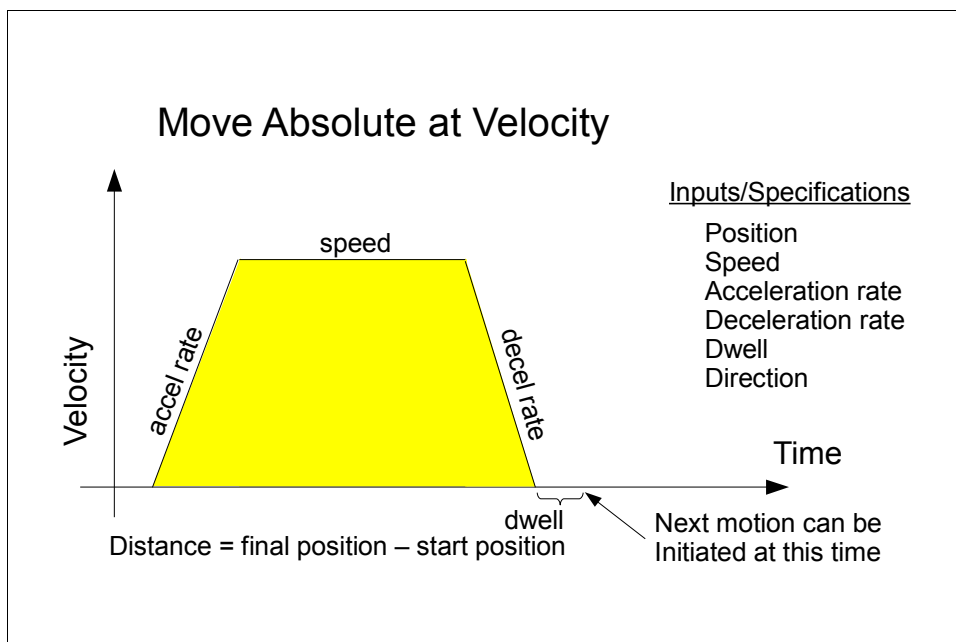 Move Absolute at Velocity
Inputs/Specifications
Position
Speed
Acceleration rate
Deceleration rate
Dwell
Direction
speed
accel rate
decel rate
Velocity
Time
dwell
Next motion can be
Initiated at this time
Distance = final position – start position